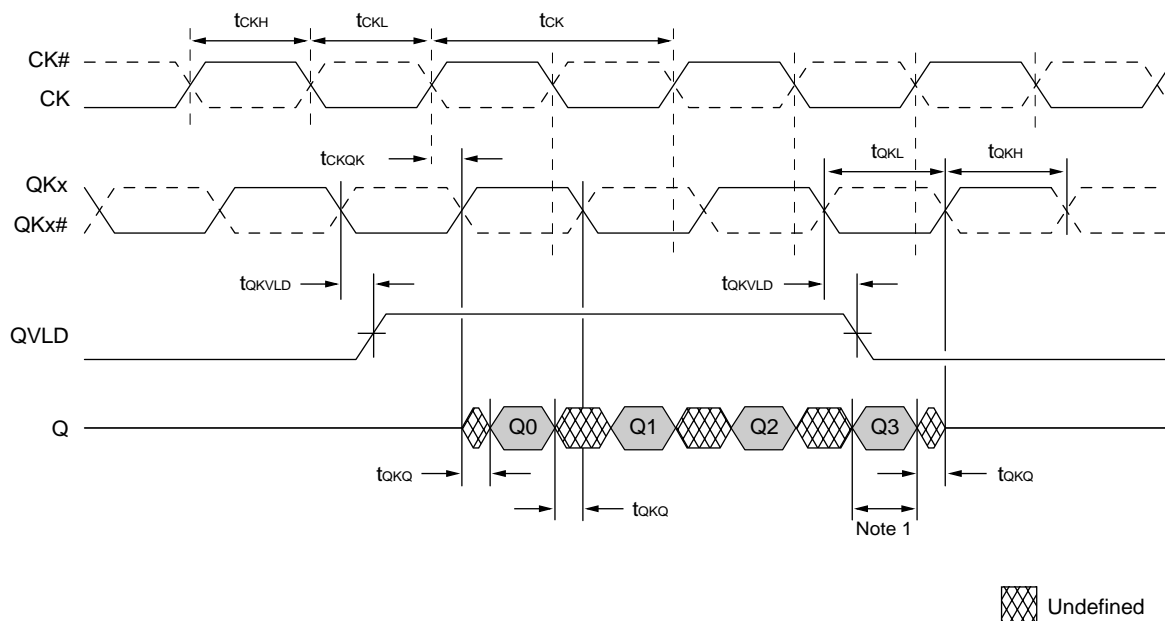 tCKH tCKL tCK
CK#
CK
tCKQK tQKL tQKH
QKx
QKx#
tQKVLD tQKVLD
QVLD
Q Q0 Q1 Q2 Q3
tQKQ tQKQ tQKQ
Note 1
Undefined